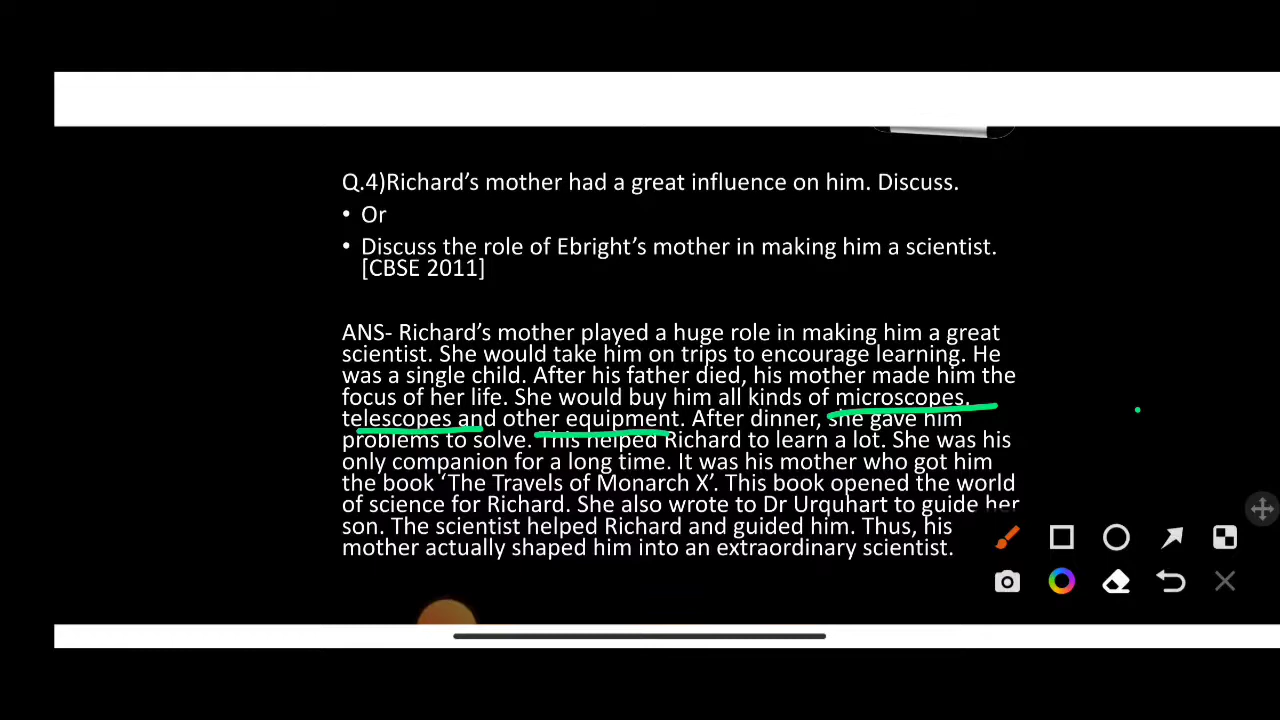 Q.4)Richard’s mother had a great influence on him. Discuss.
• Or
• Discuss the role of Ebright’s mother in making him a scientist.
[CBSE 2011]
ANS- Richard’s mother played a huge role in making him a great
scientist. She would take him on trips to encourage learning. He
was a single child. After his father died, his mother made him the
focus of her life. She would buy him all kinds of microscopes,
telescopes and other equipment. After dinner, she gave him
problems to solve. This helped Richard to learn a lot. She was his
only companion for a long time. It was his mother who got him
the book ‘The Travels of Monarch X’. This book opened the world
of science for Richard. She also wrote to Dr Urquhart to guide her
son. The scientist helped Richard and guided him. Thus, his
mother actually shaped him into an extraordinary scientist.